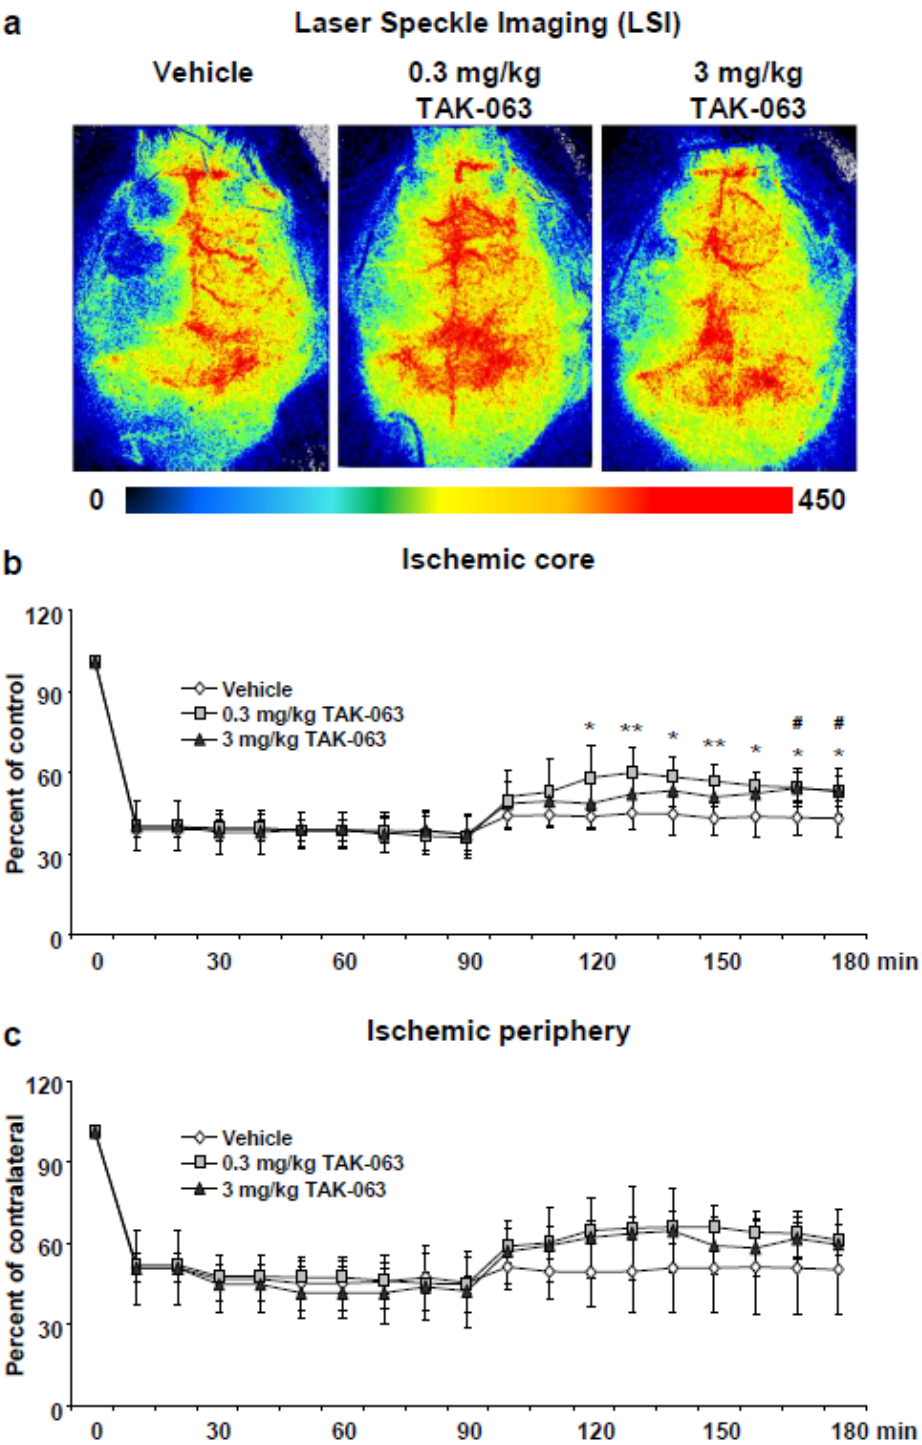 a
Laser Speckle Imaging (LSI)
Vehicle
0.3 mg/kg
TAK-063
3 mg/kg
TAK-063
0
450
b
Ischemic core
Percent of control
120
90
60
30
0
Vehicle
0.3 mg/kg TAK-063
3 mg/kg TAK-063
* ** * ** * # * # *
0 30 60 90 120 150 180 min
c
Ischemic periphery
Percent of contralateral
120
90
60
30
0
Vehicle
0.3 mg/kg TAK-063
3 mg/kg TAK-063
0 30 60 90 120 150 180 min